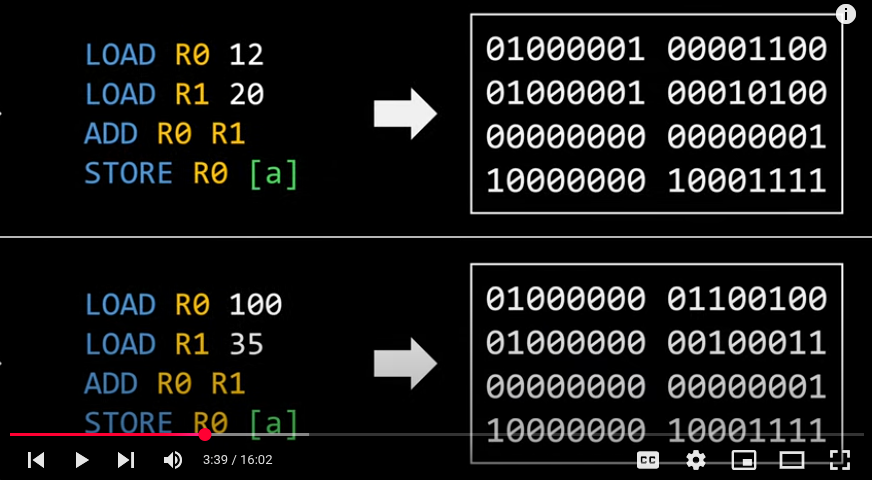 LOAD R0 12
LOAD R1 20
ADD R0 R1
STORE R0 [a]
01000001 00001100
01000001 00010100
00000000 00000001
10000000 10001111
LOAD R0 100
LOAD R1 35
ADD R0 R1
STORE R0 [a]
01000000 01100100
01000000 00100011
00000000 00000001
10000000 10001111
3:39 / 16:02
CC